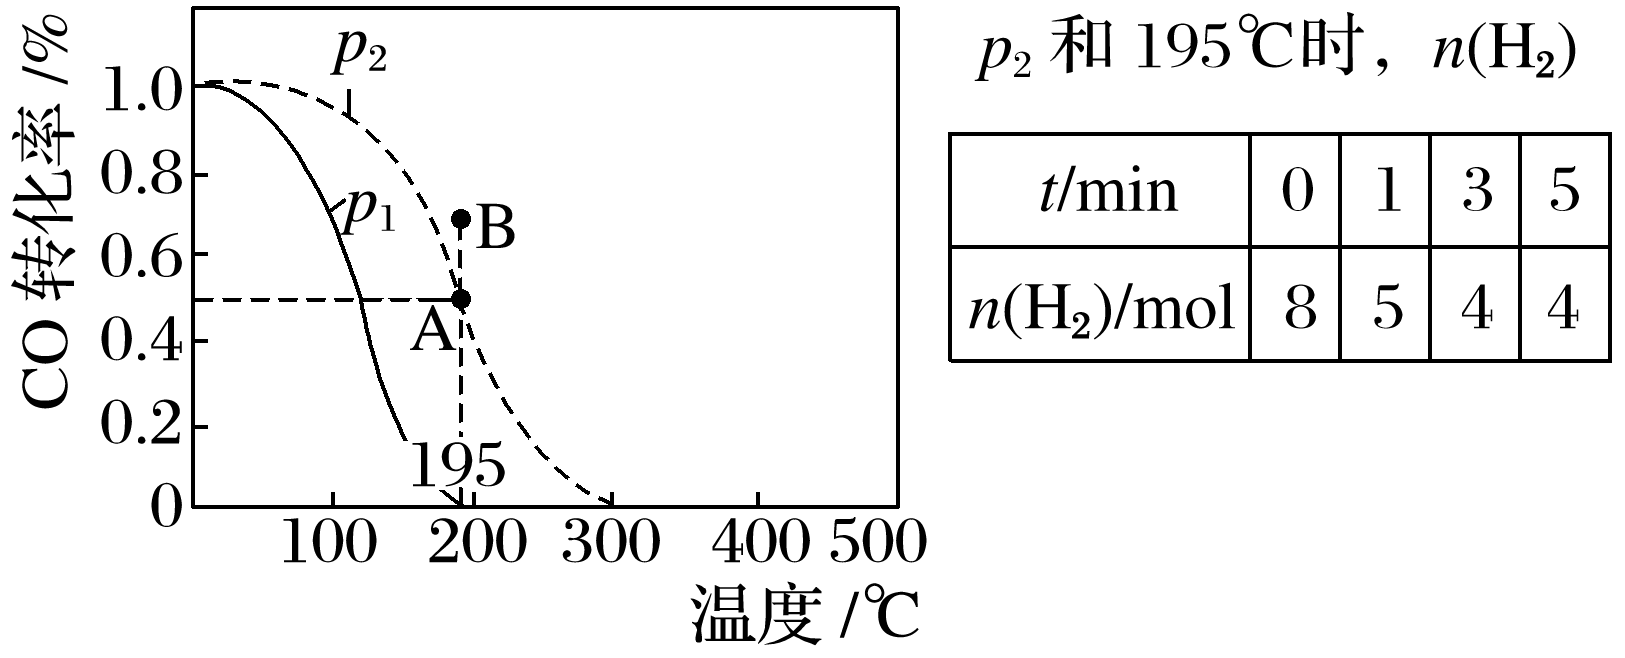 CO 转化率 /%
1.0
0.8
0.6
0.4
0.2
0
p₂
p₁
B
A
195
100 200 300 400 500
温度 /℃
p₂ 和 195℃时，n(H₂)
t/min 0 1 3 5
n(H₂)/mol 8 5 4 4